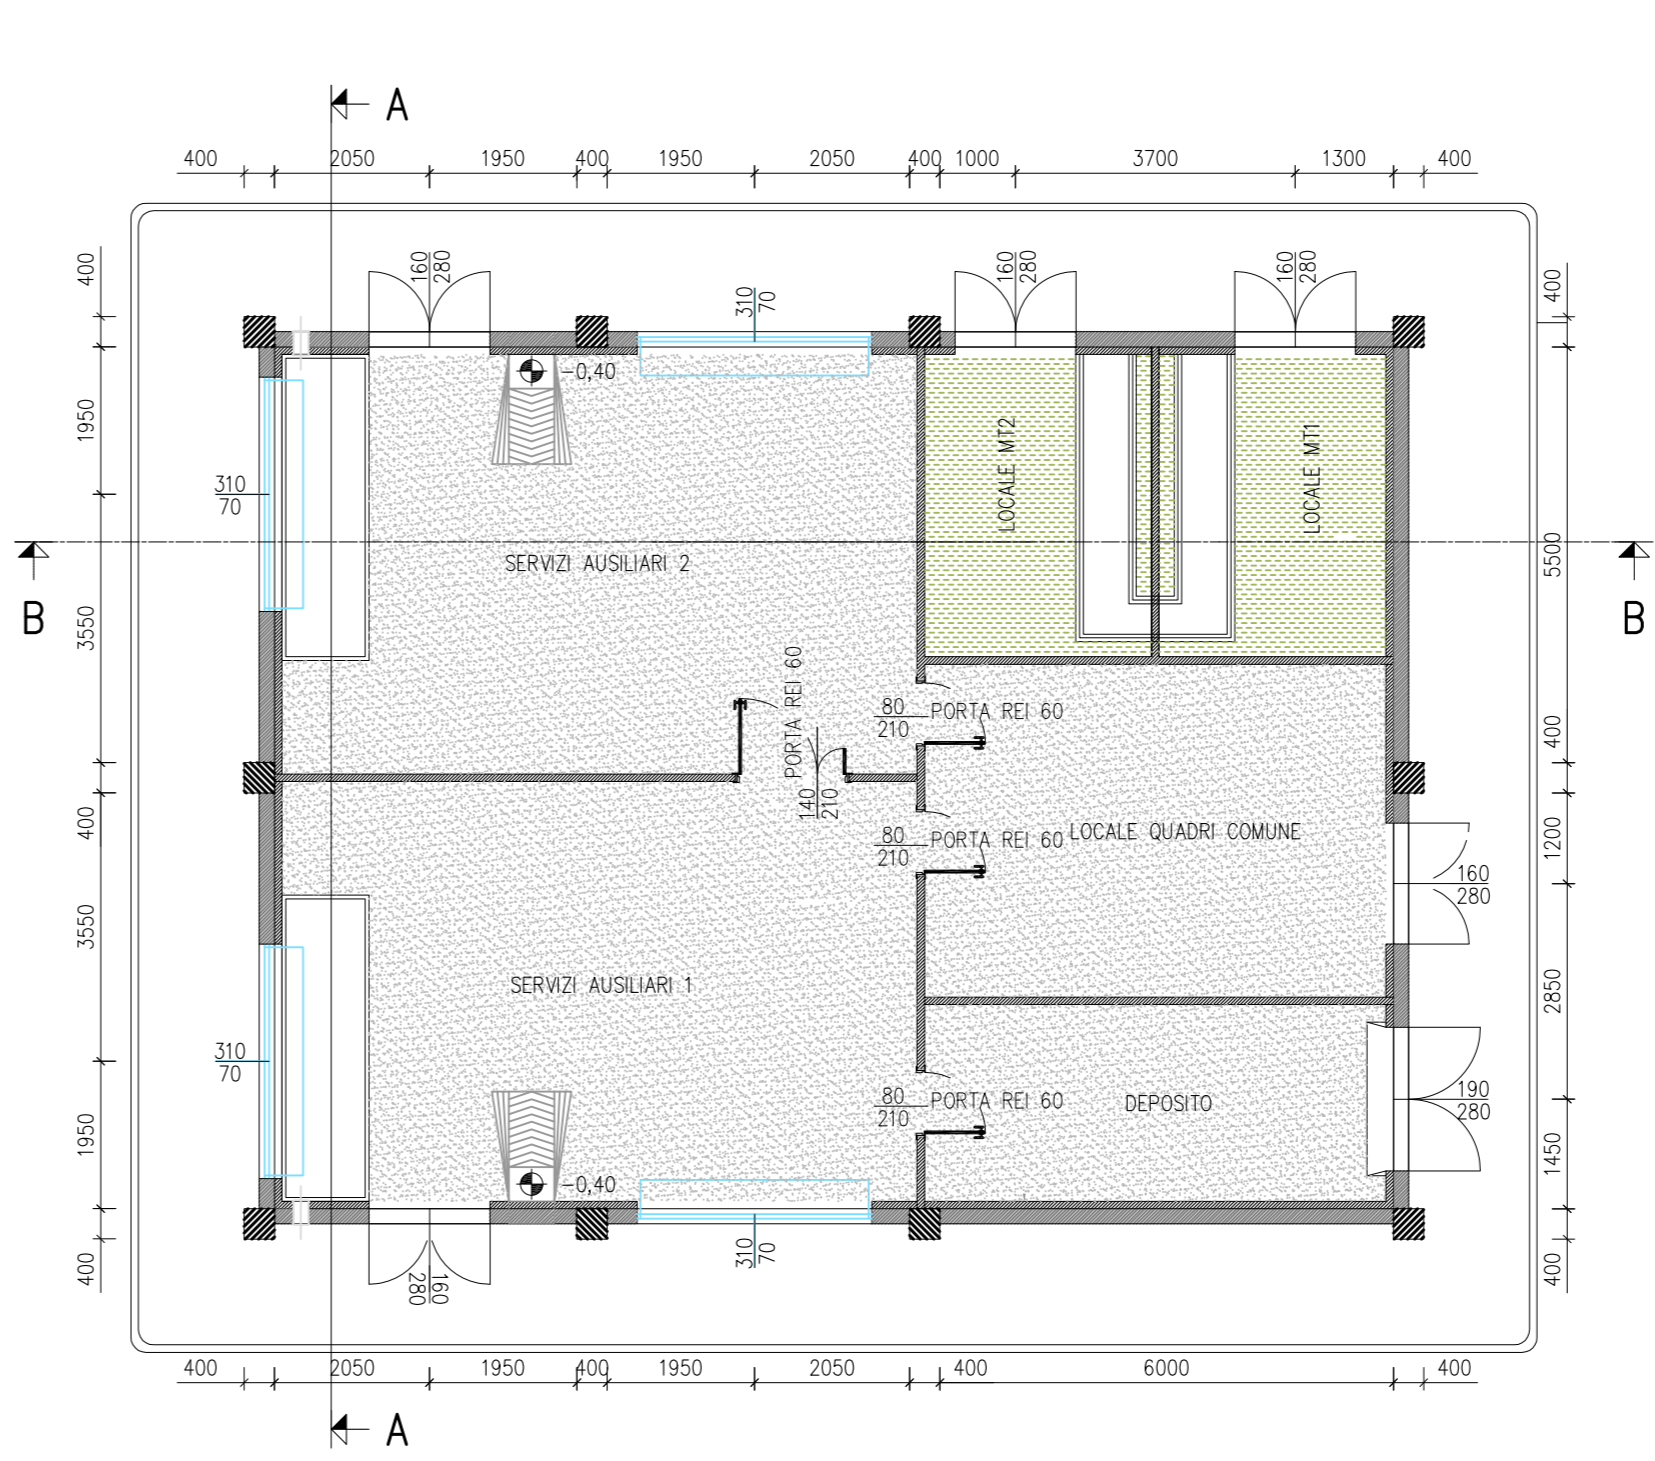 A
400 2050 1950 400 1950 2050 400 1000 3700 1300 400
400
160
280
310
70
160
280
160
280
400
-0,40
1950
LOCALE MT2
LOCALE MT1
310
70
5500
SERVIZI AUSILIARI 2
B
B
3550
PORTA REI 60
80
210
PORTA REI 60
400
140
210
400
80
210
PORTA REI 60
LOCALE QUADRI COMUNE
1200
160
280
3550
SERVIZI AUSILIARI 1
2850
310
70
80
210
PORTA REI 60
DEPOSITO
190
280
1950
1450
-0,40
400
310
70
160
280
400
400 2050 1950 400 1950 2050 400 6000 400
A